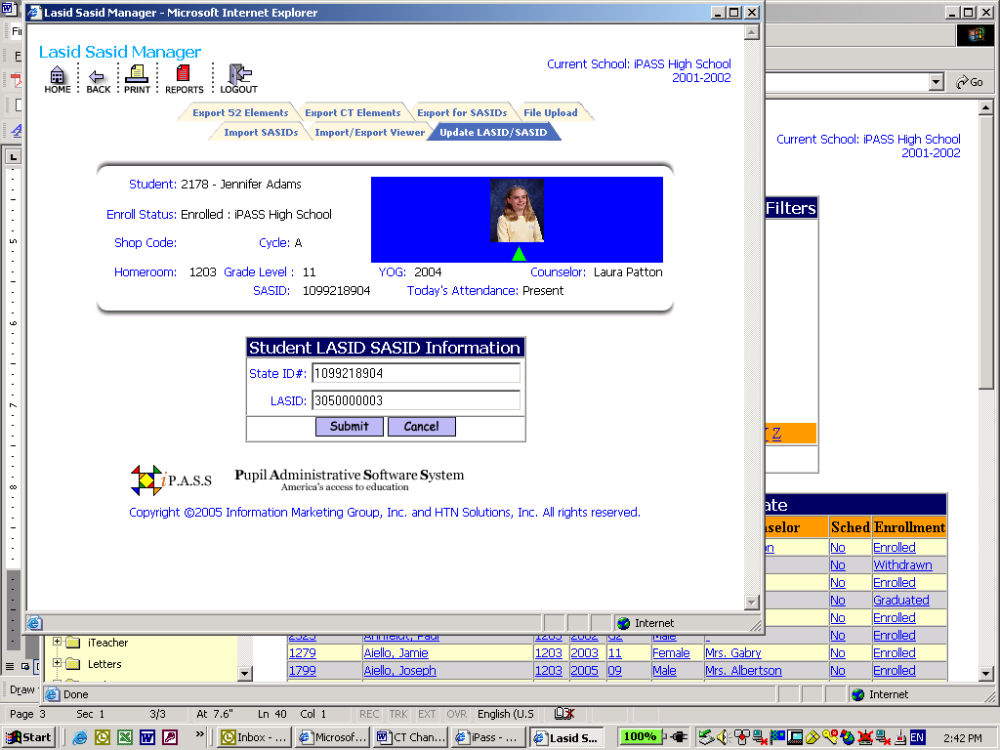 Lasid Sasid Manager - Microsoft Internet Explorer
Lasid Sasid Manager
HOME BACK PRINT REPORTS LOGOUT
Current School: iPASS High School
2001-2002
Export 52 Elements Export CT Elements Export for SASIDs File Upload
Import SASIDs Import/Export Viewer Update LASID/SASID
Student: 2178 - Jennifer Adams
Enroll Status: Enrolled : iPASS High School
Shop Code: Cycle: A
Homeroom: 1203 Grade Level : 11 YOG: 2004 Counselor: Laura Patton
SASID: 1099218904 Today's Attendance: Present
Student LASID SASID Information
State ID#: 1099218904
LASID: 3050000003
Submit Cancel
iP.A.S.S Pupil Administrative Software System
America's access to education
Copyright ©2005 Information Marketing Group, Inc. and HTN Solutions, Inc. All rights reserved.
Internet
Go
Current School: iPASS High School
2001-2002
Filters
Z
Sched Enrollment
No Enrolled
No Withdrawn
No Enrolled
No Graduated
No Enrolled
No Enrolled
1279 Aiello, Jamie 1203 2003 11 Female Mrs. Gabry No Enrolled
1799 Aiello, Joseph 1203 2005 09 Male Mrs. Albertson No Enrolled
iTeacher
Letters
5
6
7
8
Draw
Done Internet
Page 3 Sec 1 3/3 At 7.6" Ln 40 Col 1 REC TRK EXT OVR English (U.S
Start Inbox - ... Microsof... CT Chan... iPass - ... Lasid S... 100% EN 2:42 PM